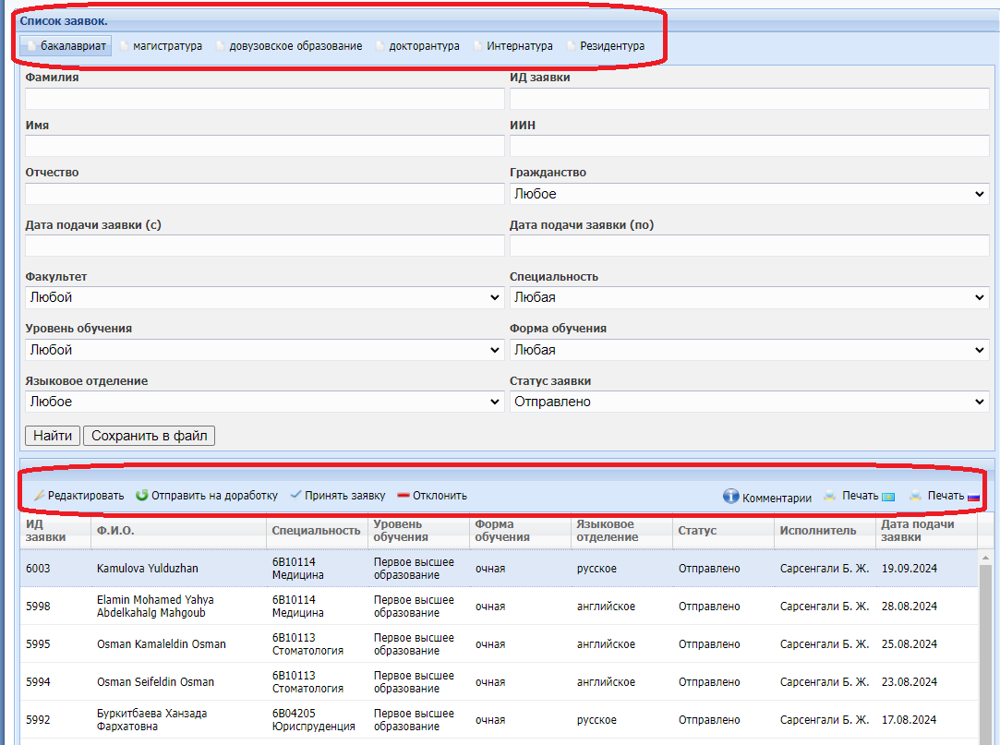 Список заявок.
бакалавриат магистратура довузовское образование докторантура Интернатура Резидентура
Фамилия ИД заявки
Имя ИИН
Отчество Гражданство
Любое
Дата подачи заявки (с) Дата подачи заявки (по)
Факультет Специальность
Любой Любая
Уровень обучения Форма обучения
Любой Любая
Языковое отделение Статус заявки
Любое Отправлено
Найти Сохранить в файл
Редактировать Отправить на доработку Принять заявку Отклонить Комментарии Печать Печать
ИД заявки Ф.И.О. Специальность Уровень обучения Форма обучения Языковое отделение Статус Исполнитель Дата подачи заявки
6003 Kamulova Yulduzhan 6B10114 Медицина Первое высшее образование очная русское Отправлено Сарсенгали Б. Ж. 19.09.2024
5998 Elamin Mohamed Yahya Abdelkahalg Mahgoub 6B10114 Медицина Первое высшее образование очная английское Отправлено Сарсенгали Б. Ж. 28.08.2024
5995 Osman Kamaleldin Osman 6B10113 Стоматология Первое высшее образование очная английское Отправлено Сарсенгали Б. Ж. 25.08.2024
5994 Osman Seifeldin Osman 6B10113 Стоматология Первое высшее образование очная английское Отправлено Сарсенгали Б. Ж. 23.08.2024
5992 Буркитбаева Ханзада Фархатовна 6B04205 Юриспруденция Первое высшее образование очная русское Отправлено Сарсенгали Б. Ж. 17.08.2024